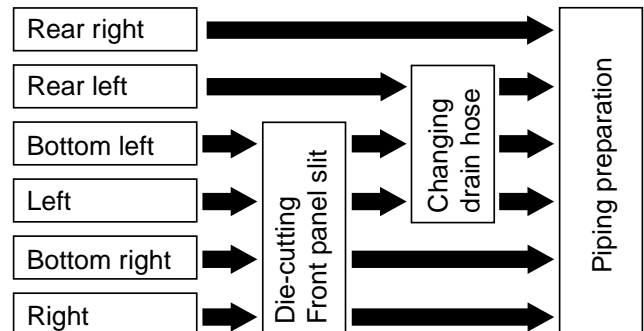 Rear right
Rear left
Bottom left
Left
Bottom right
Right
Die-cutting
Front panel slit
Changing
drain hose
Piping preparation